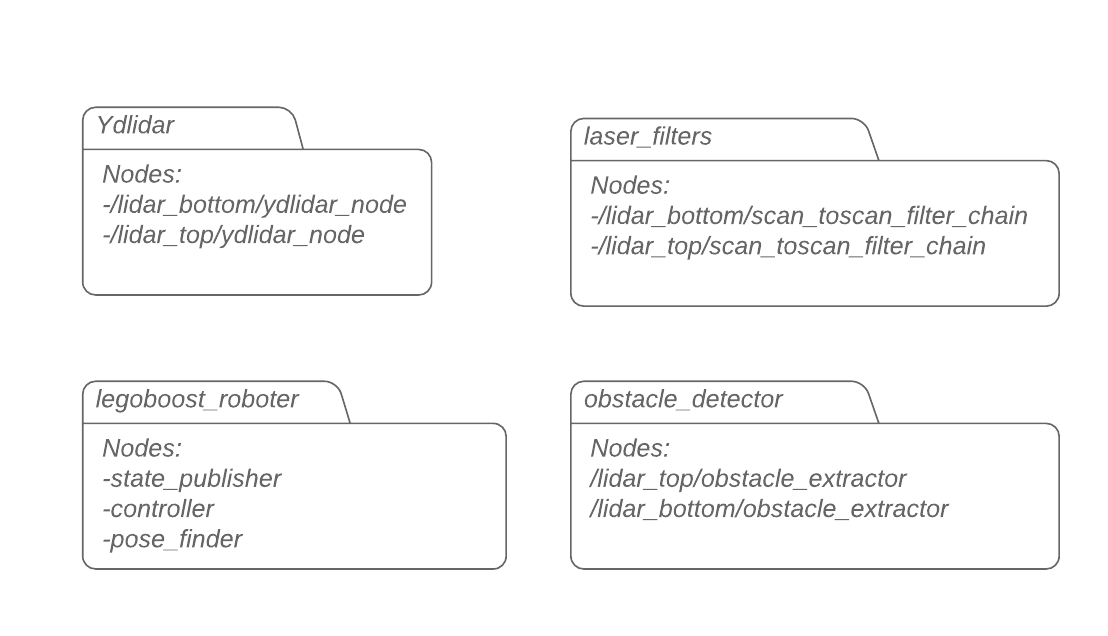 Ydlidar
Nodes:
-/lidar_bottom/ydlidar_node
-/lidar_top/ydlidar_node
laser_filters
Nodes:
-/lidar_bottom/scan_toscan_filter_chain
-/lidar_top/scan_toscan_filter_chain
legoboost_roboter
Nodes:
-state_publisher
-controller
-pose_finder
obstacle_detector
Nodes:
/lidar_top/obstacle_extractor
/lidar_bottom/obstacle_extractor